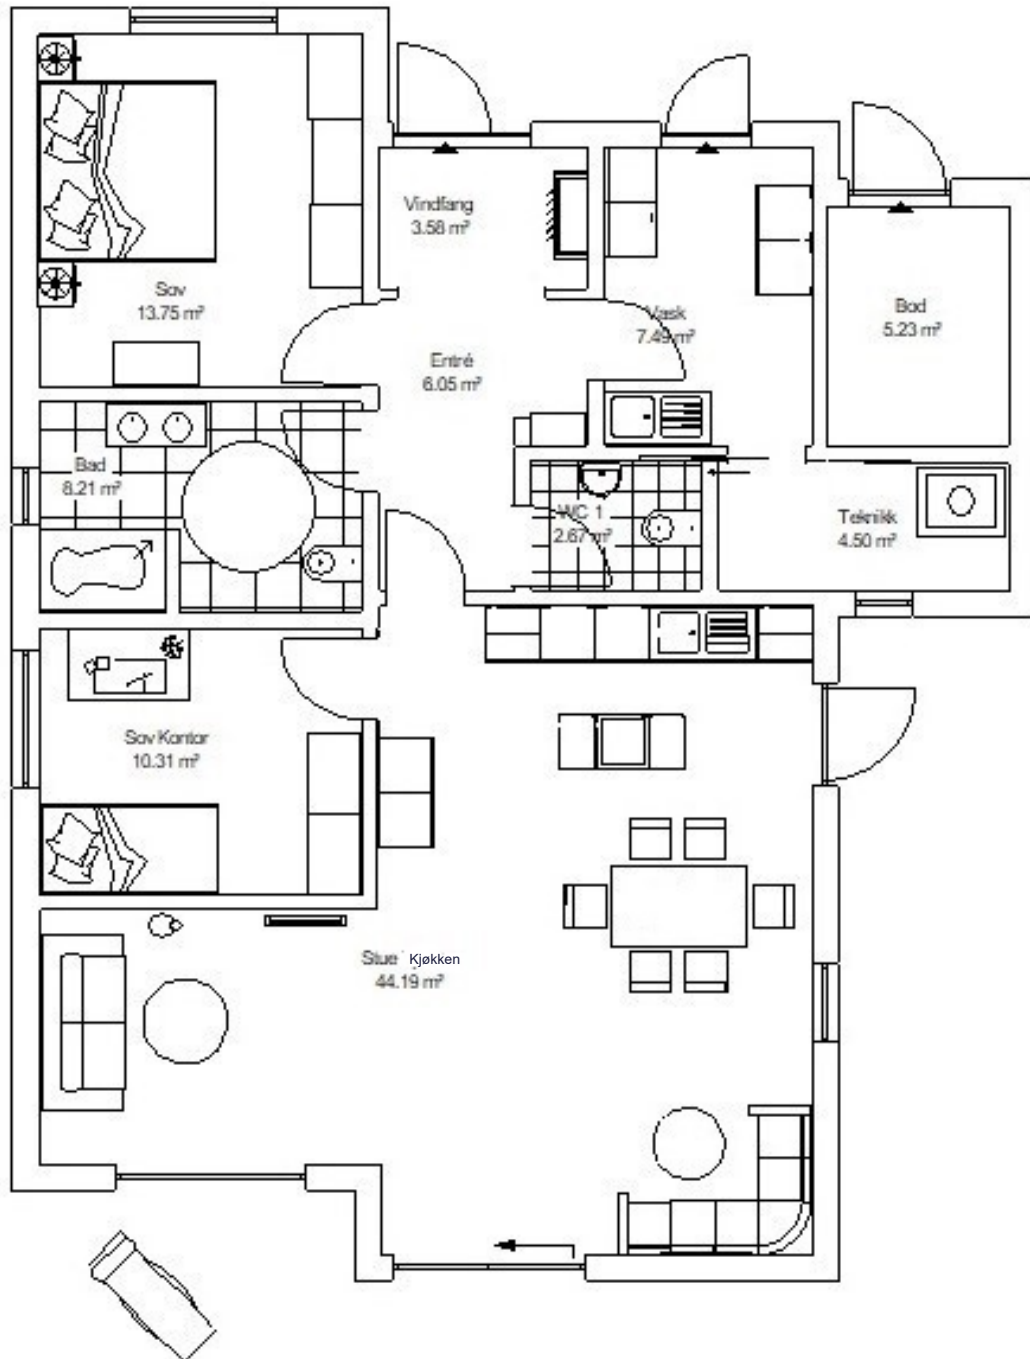 Vindfang
3.58 m²
Sov
13.75 m²
Vask
7.49 m²
Bod
5.23 m²
Entré
6.05 m²
Bad
8.21 m²
WC 1
2.67 m²
Teknikk
4.50 m²
Sov Kontor
10.31 m²
Stue Kjøkken
44.19 m²